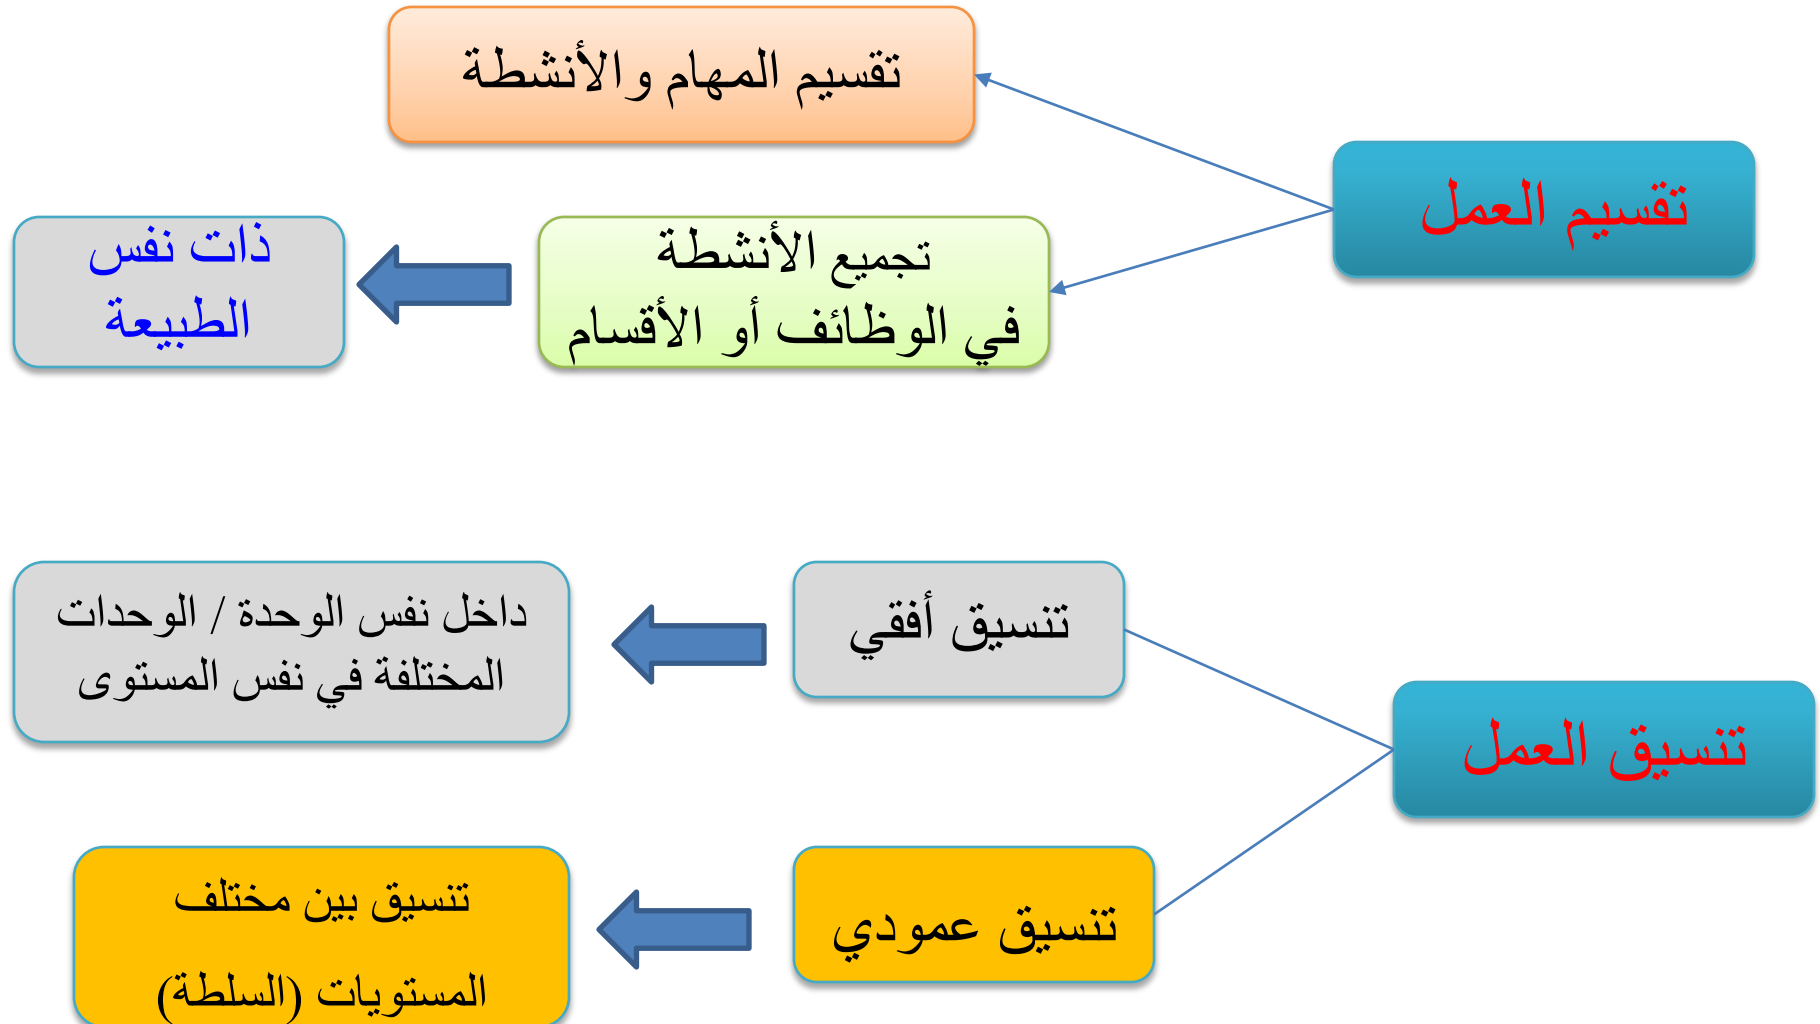 تقسيم العمل
تقسيم المهام والأنشطة
تجميع الأنشطة
في الوظائف أو الأقسام
ذات نفس
الطبيعة
تنسيق العمل
تنسيق أفقي
داخل نفس الوحدة / الوحدات
المختلفة في نفس المستوى
تنسيق عمودي
تنسيق بين مختلف
المستويات (السلطة)